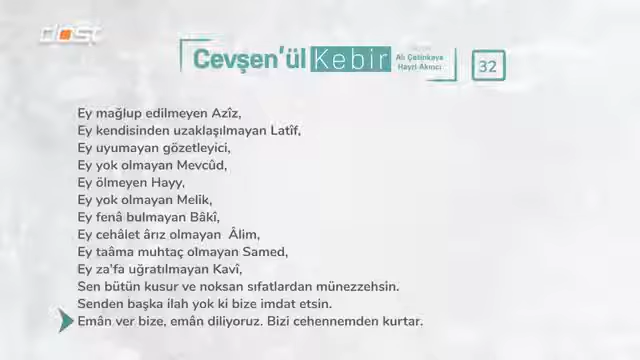 dost
Cevşen'ül Kebir
Ali Çetinkaya
Hayri Akıncı
32
Ey mağlup edilmeyen Azîz,
Ey kendisinden uzaklaşılmayan Latîf,
Ey uyumayan gözetleyici,
Ey yok olmayan Mevcûd,
Ey ölmeyen Hayy,
Ey yok olmayan Melik,
Ey fenâ bulmayan Bâkî,
Ey cehâlet ârız olmayan Âlim,
Ey taâma muhtaç olmayan Samed,
Ey za'fa uğratılmayan Kavî,
Sen bütün kusur ve noksan sıfatlardan münezzehsin.
Senden başka ilah yok ki bize imdat etsin.
Emân ver bize, emân diliyoruz. Bizi cehennemden kurtar.